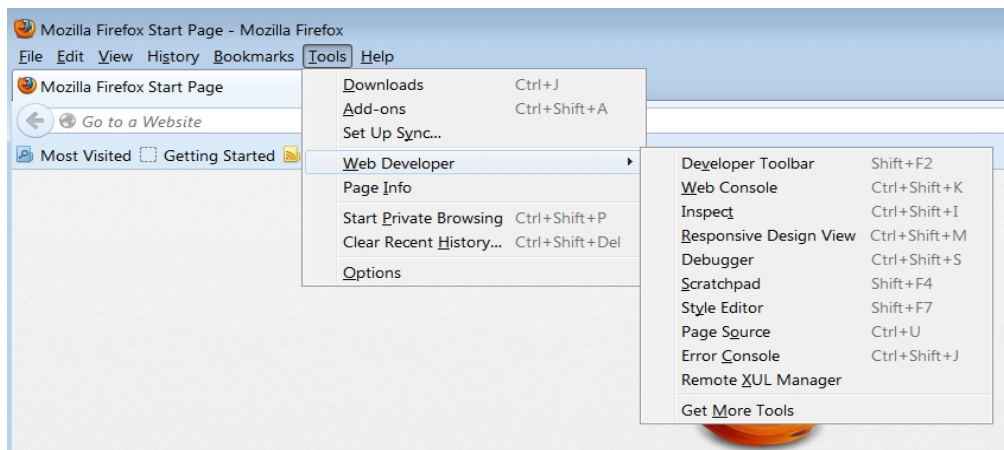 Mozilla Firefox Start Page - Mozilla Firefox
File Edit View History Bookmarks Tools Help
Mozilla Firefox Start Page
Go to a Website
Most Visited Getting Started
Downloads Ctrl+J
Add-ons Ctrl+Shift+A
Set Up Sync...
Web Developer
Page Info
Start Private Browsing Ctrl+Shift+P
Clear Recent History... Ctrl+Shift+Del
Options
Developer Toolbar Shift+F2
Web Console Ctrl+Shift+K
Inspect Ctrl+Shift+I
Responsive Design View Ctrl+Shift+M
Debugger Ctrl+Shift+S
Scratchpad Shift+F4
Style Editor Shift+F7
Page Source Ctrl+U
Error Console Ctrl+Shift+J
Remote XUL Manager
Get More Tools